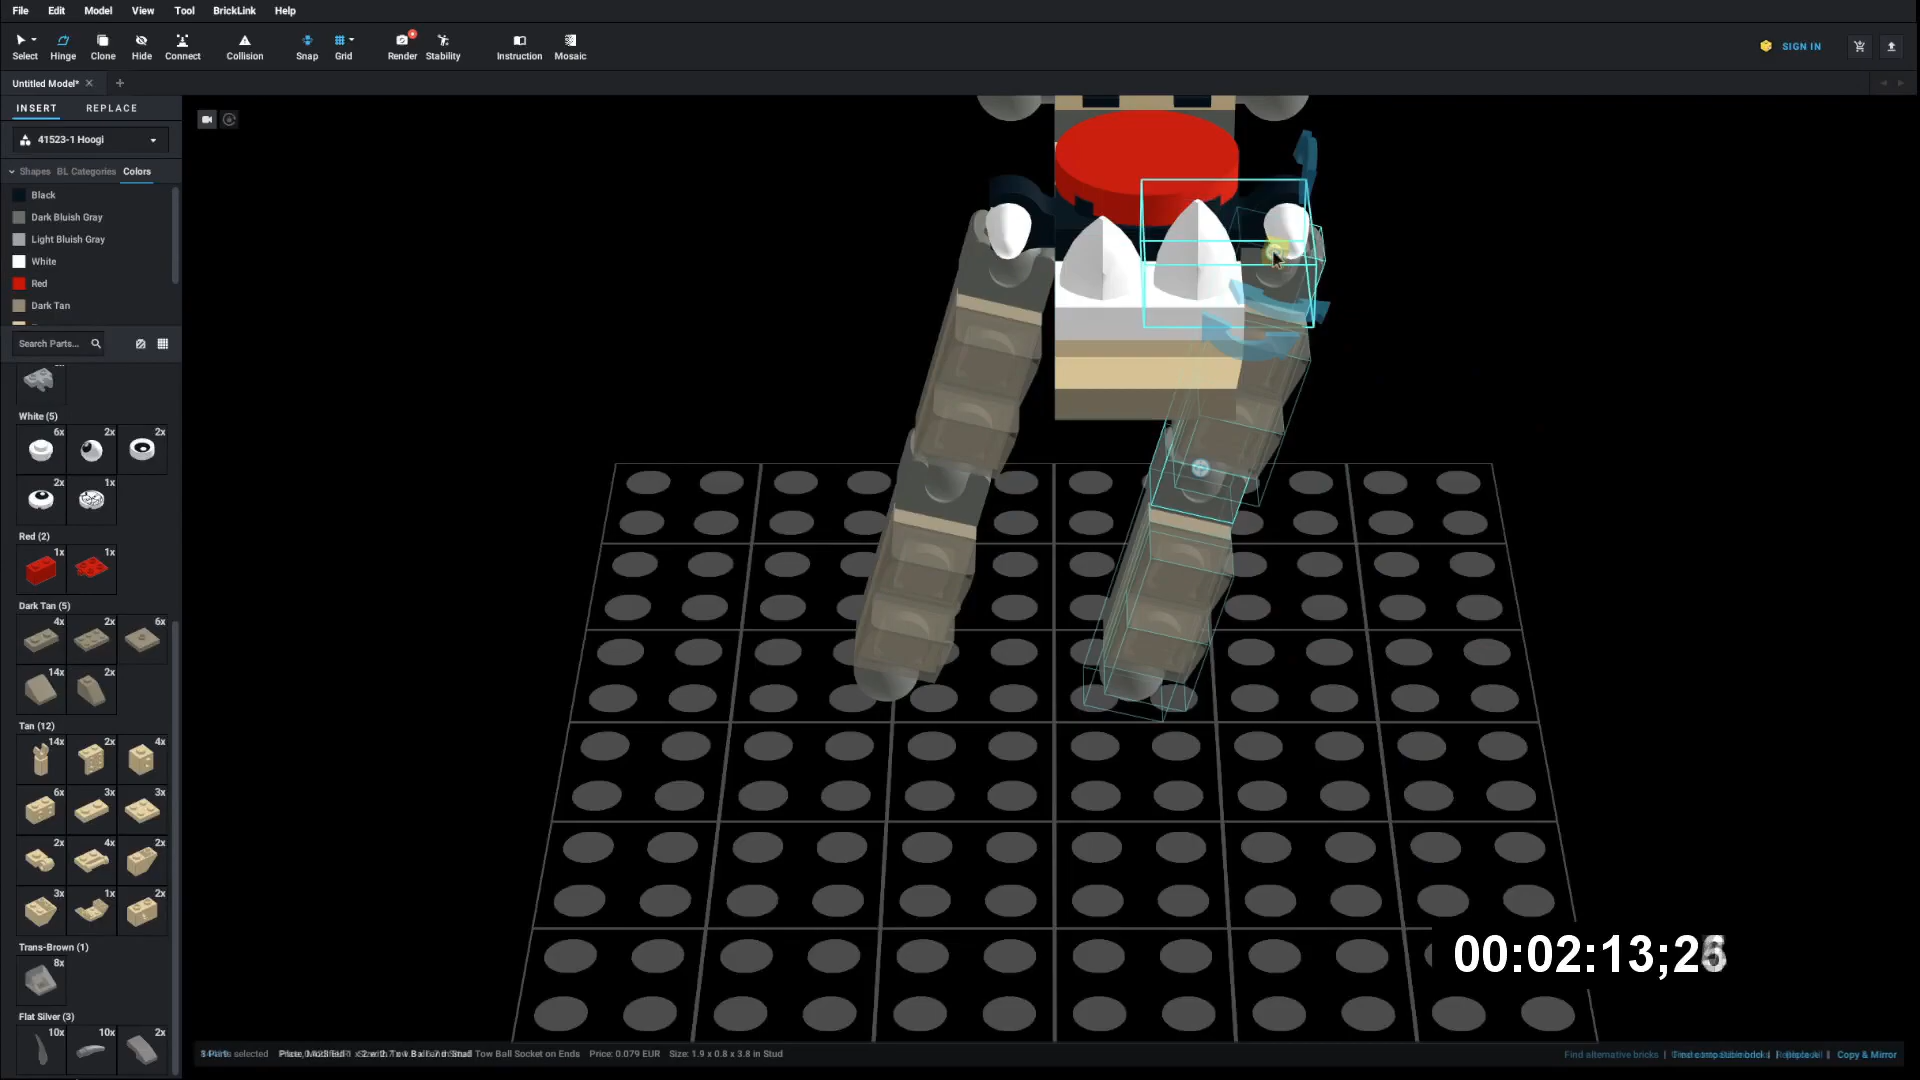 File Edit Model View Tool BrickLink Help
Select Hinge Clone Hide Connect Collision Snap Grid Render Stability Instruction Mosaic
SIGN IN
Untitled Model*
INSERT REPLACE
41523-1 Hoogi
Shapes BL Categories Colors
Black
Dark Bluish Gray
Light Bluish Gray
White
Red
Dark Tan
Search Parts...
White (5)
6x 2x 2x
2x 1x
Red (2)
1x 1x
Dark Tan (5)
4x 2x 6x
14x 2x
Tan (12)
14x 2x 4x
6x 3x 3x
2x 4x 2x
3x 1x 2x
Trans-Brown (1)
8x
Flat Silver (3)
10x 10x 2x
00:02:13;2
selected Tow Ball Socket on Ends Price: 0.079 EUR Size: 1.9 x 0.8 x 3.8 in Stud
Find alternative bricks | | | Copy & Mirror